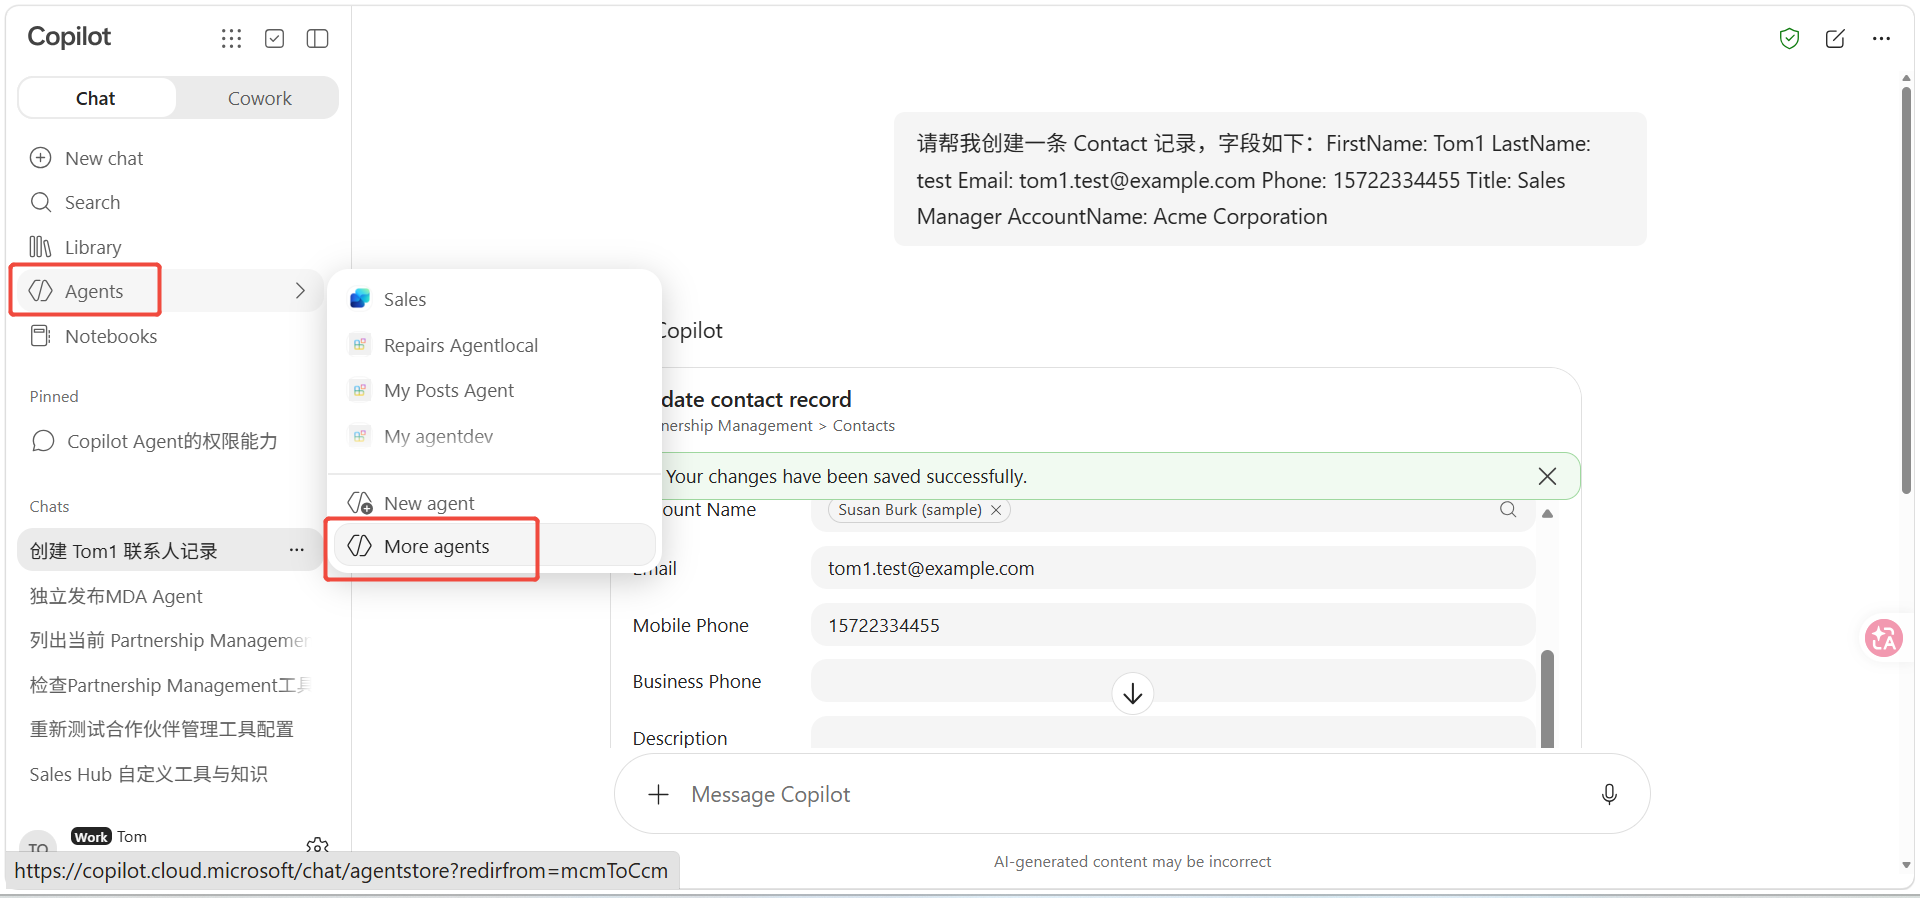 Copilot
Chat
Cowork
New chat
Search
Library
Agents
Notebooks
Pinned
Copilot Agent的权限能力
Chats
创建 Tom1 联系人记录
独立发布MDA Agent
列出当前 Partnership Managemen
检查Partnership Management工具
重新测试合作伙伴管理工具配置
Sales Hub 自定义工具与知识
Work Tom
TO
https://copilot.cloud.microsoft/chat/agentstore?redirfrom=mcmToCcm
Sales
Repairs Agentlocal
My Posts Agent
My agentdev
New agent
More agents
请帮我创建一条 Contact 记录，字段如下：FirstName: Tom1 LastName:
test Email: tom1.test@example.com Phone: 15722334455 Title: Sales
Manager AccountName: Acme Corporation
Copilot
date contact record
nership Management > Contacts
Your changes have been saved successfully.
ount Name
Susan Burk (sample)
Email
tom1.test@example.com
Mobile Phone
15722334455
Business Phone
Description
Message Copilot
AI-generated content may be incorrect